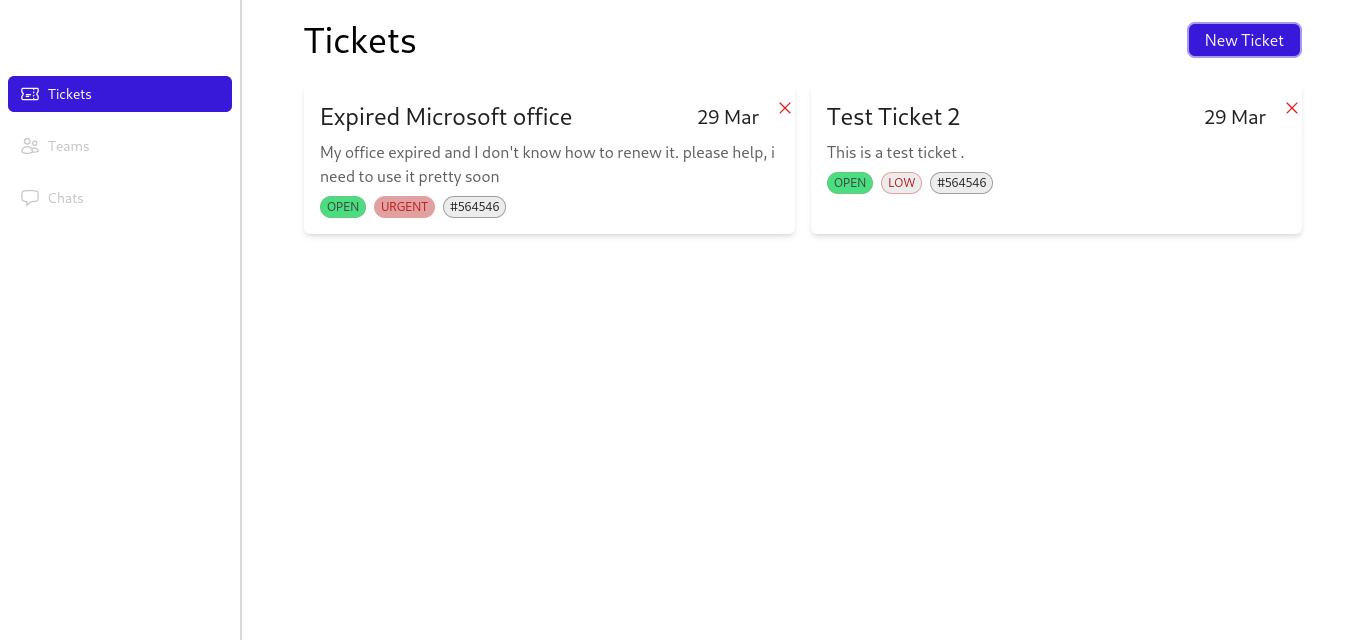 Tickets
Teams
Chats
Tickets
New Ticket
Expired Microsoft office
29 Mar
My office expired and I don't know how to renew it. please help, i
need to use it pretty soon
OPEN URGENT #564546
Test Ticket 2
29 Mar
This is a test ticket .
OPEN LOW #564546